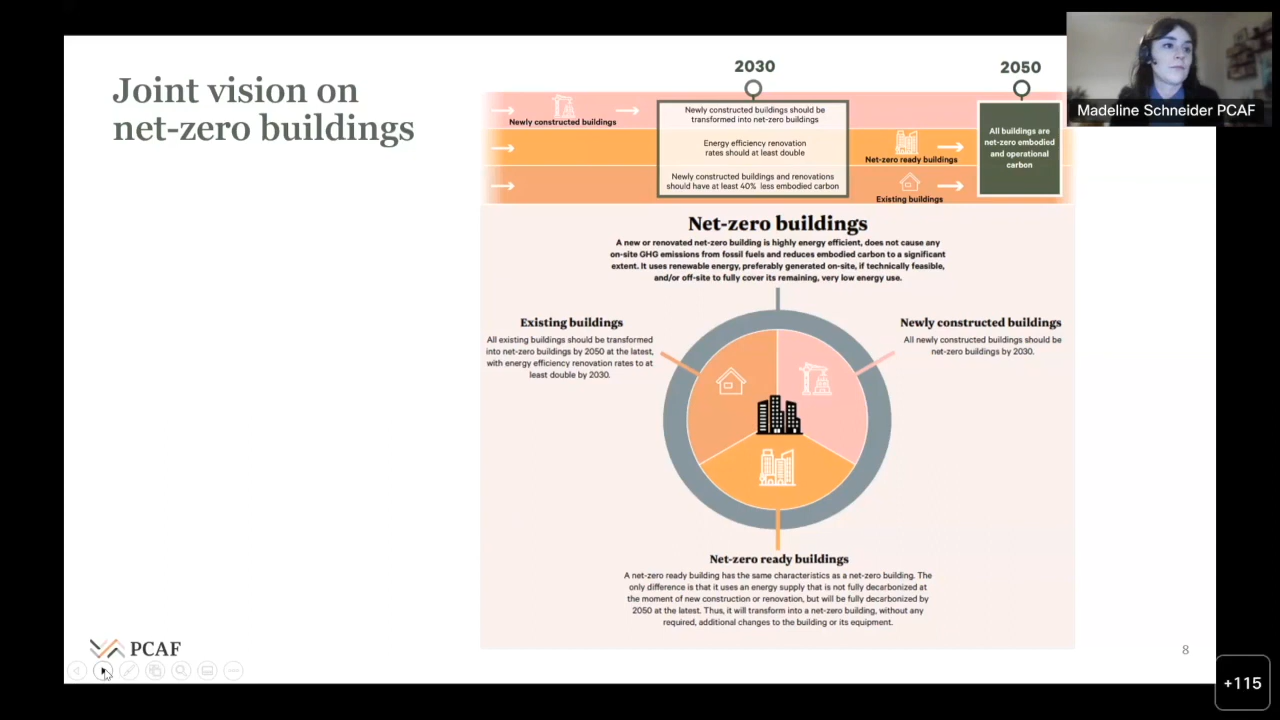 Joint vision on
net-zero buildings
2030
2050
Newly constructed buildings
Newly constructed buildings should be
transformed into net-zero buildings
Energy efficiency renovation
rates should at least double
Newly constructed buildings and renovations
should have at least 40% less embodied carbon
Net-zero ready buildings
Existing buildings
All buildings are
net-zero embodied
and operational
carbon
Madeline Schneider PCAF
Net-zero buildings
A new or renovated net-zero building is highly energy efficient, does not cause any
on-site GHG emissions from fossil fuels and reduces embodied carbon to a significant
extent. It uses renewable energy, preferably generated on-site, if technically feasible,
and/or off-site to fully cover its remaining, very low energy use.
Existing buildings
All existing buildings should be transformed
into net-zero buildings by 2050 at the latest,
with energy efficiency renovation rates to at
least double by 2030.
Newly constructed buildings
All newly constructed buildings should be
net-zero buildings by 2030.
Net-zero ready buildings
A net-zero ready building has the same characteristics as a net-zero building. The
only difference is that it uses an energy supply that is not fully decarbonized at
the moment of new construction or renovation, but will be fully decarbonized by
2050 at the latest. Thus, it will transform into a net-zero building, without any
required, additional changes to the building or its equipment.
PCAF
8
+115